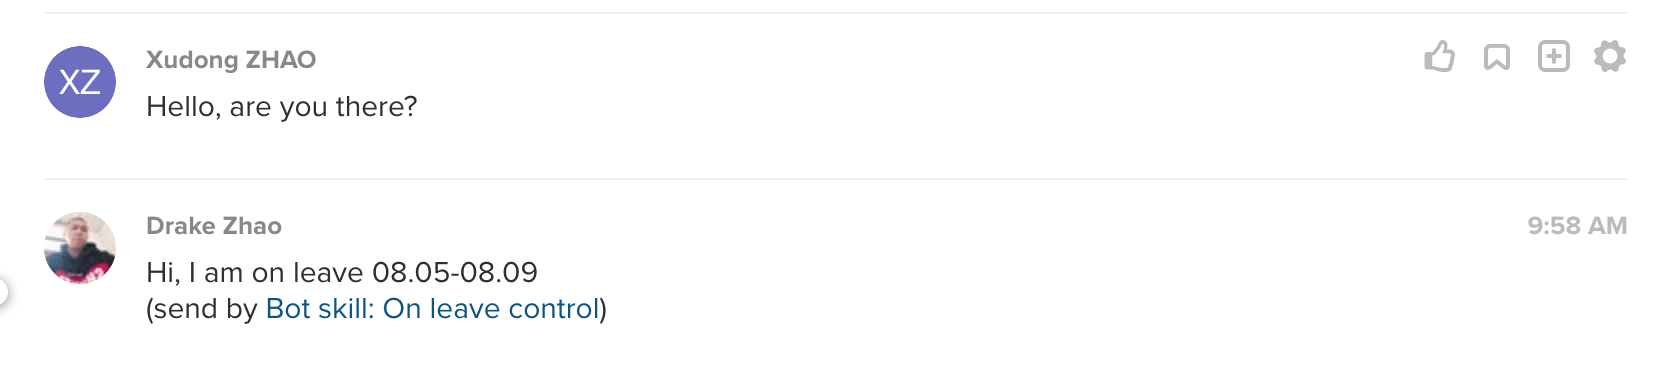 XZ
Xudong ZHAO
Hello, are you there?
Drake Zhao
9:58 AM
Hi, I am on leave 08.05-08.09
(send by Bot skill: On leave control)